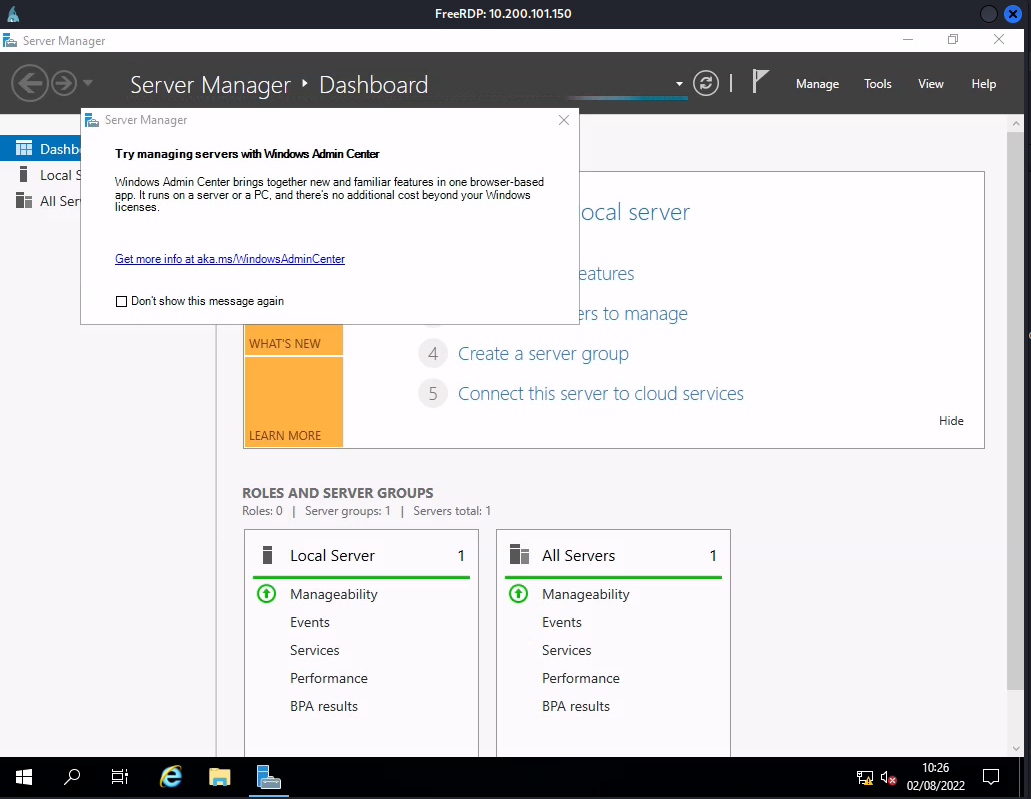 FreeRDP: 10.200.101.150
Server Manager
Server Manager • Dashboard
Manage Tools View Help
Server Manager
Try managing servers with Windows Admin Center
Windows Admin Center brings together new and familiar features in one browser-based
app. It runs on a server or a PC, and there's no additional cost beyond your Windows
licenses.
Get more info at aka.ms/WindowsAdminCenter
Don't show this message again
Dashb
Local S
All Ser
ocal server
eatures
ers to manage
4 Create a server group
5 Connect this server to cloud services
WHAT'S NEW
LEARN MORE
Hide
ROLES AND SERVER GROUPS
Roles: 0 | Server groups: 1 | Servers total: 1
Local Server 1
Manageability
Events
Services
Performance
BPA results
All Servers 1
Manageability
Events
Services
Performance
BPA results
10:26
02/08/2022